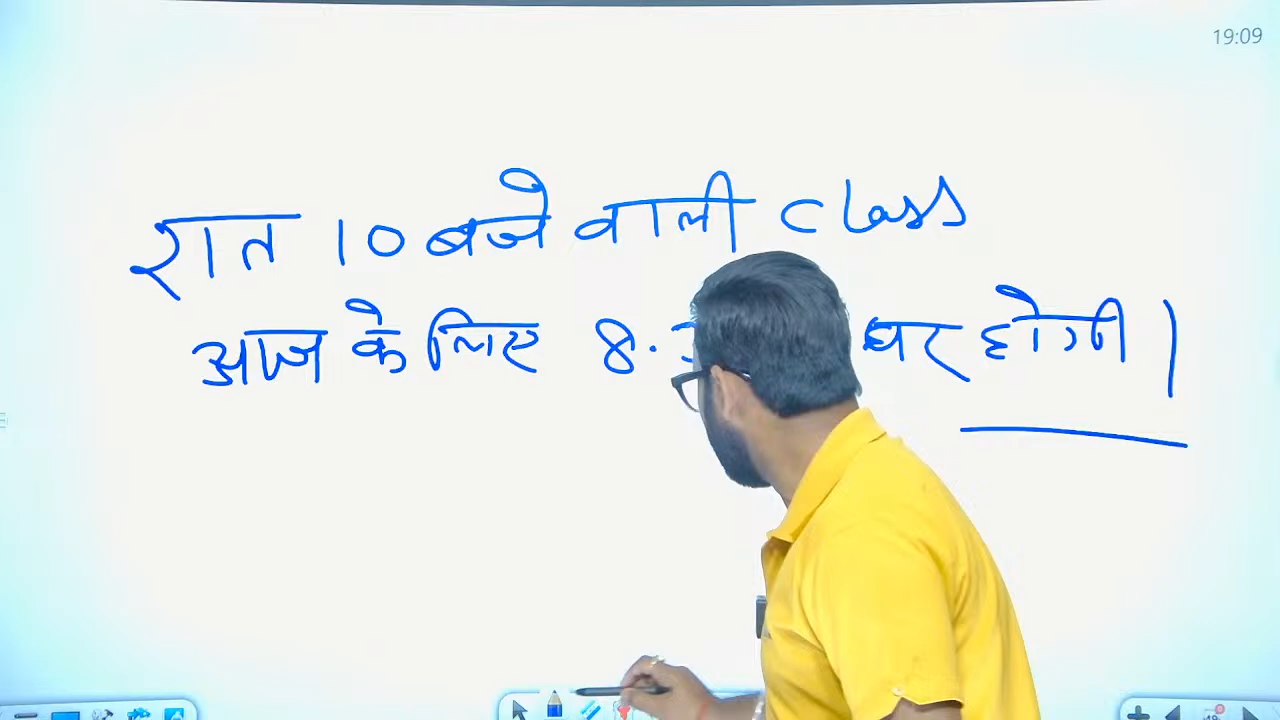 19:09
रात 10 बजे वाली class
आज के लिए 8. पर होगी।